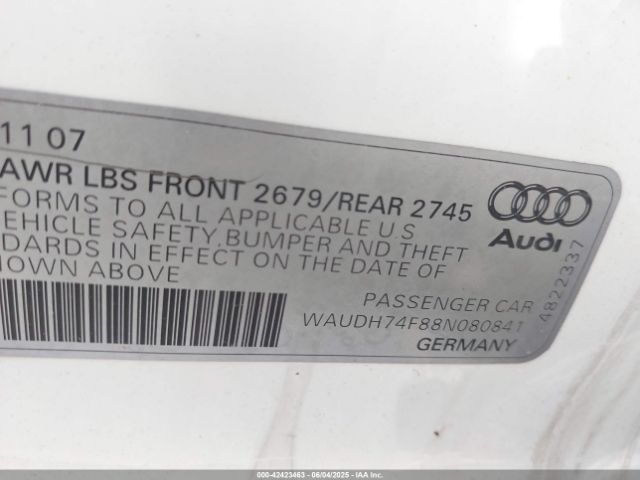 11 07
AWR LBS FRONT 2679/REAR 2745
FORMS TO ALL APPLICABLE U S
EHICLE SAFETY, BUMPER AND THEFT
DARDS IN EFFECT ON THE DATE OF
OWN ABOVE
Audi
4822337
PASSENGER CAR
WAUDH74F88N080841
GERMANY
000-42423463 | 06/04/2025 - IAA Inc.